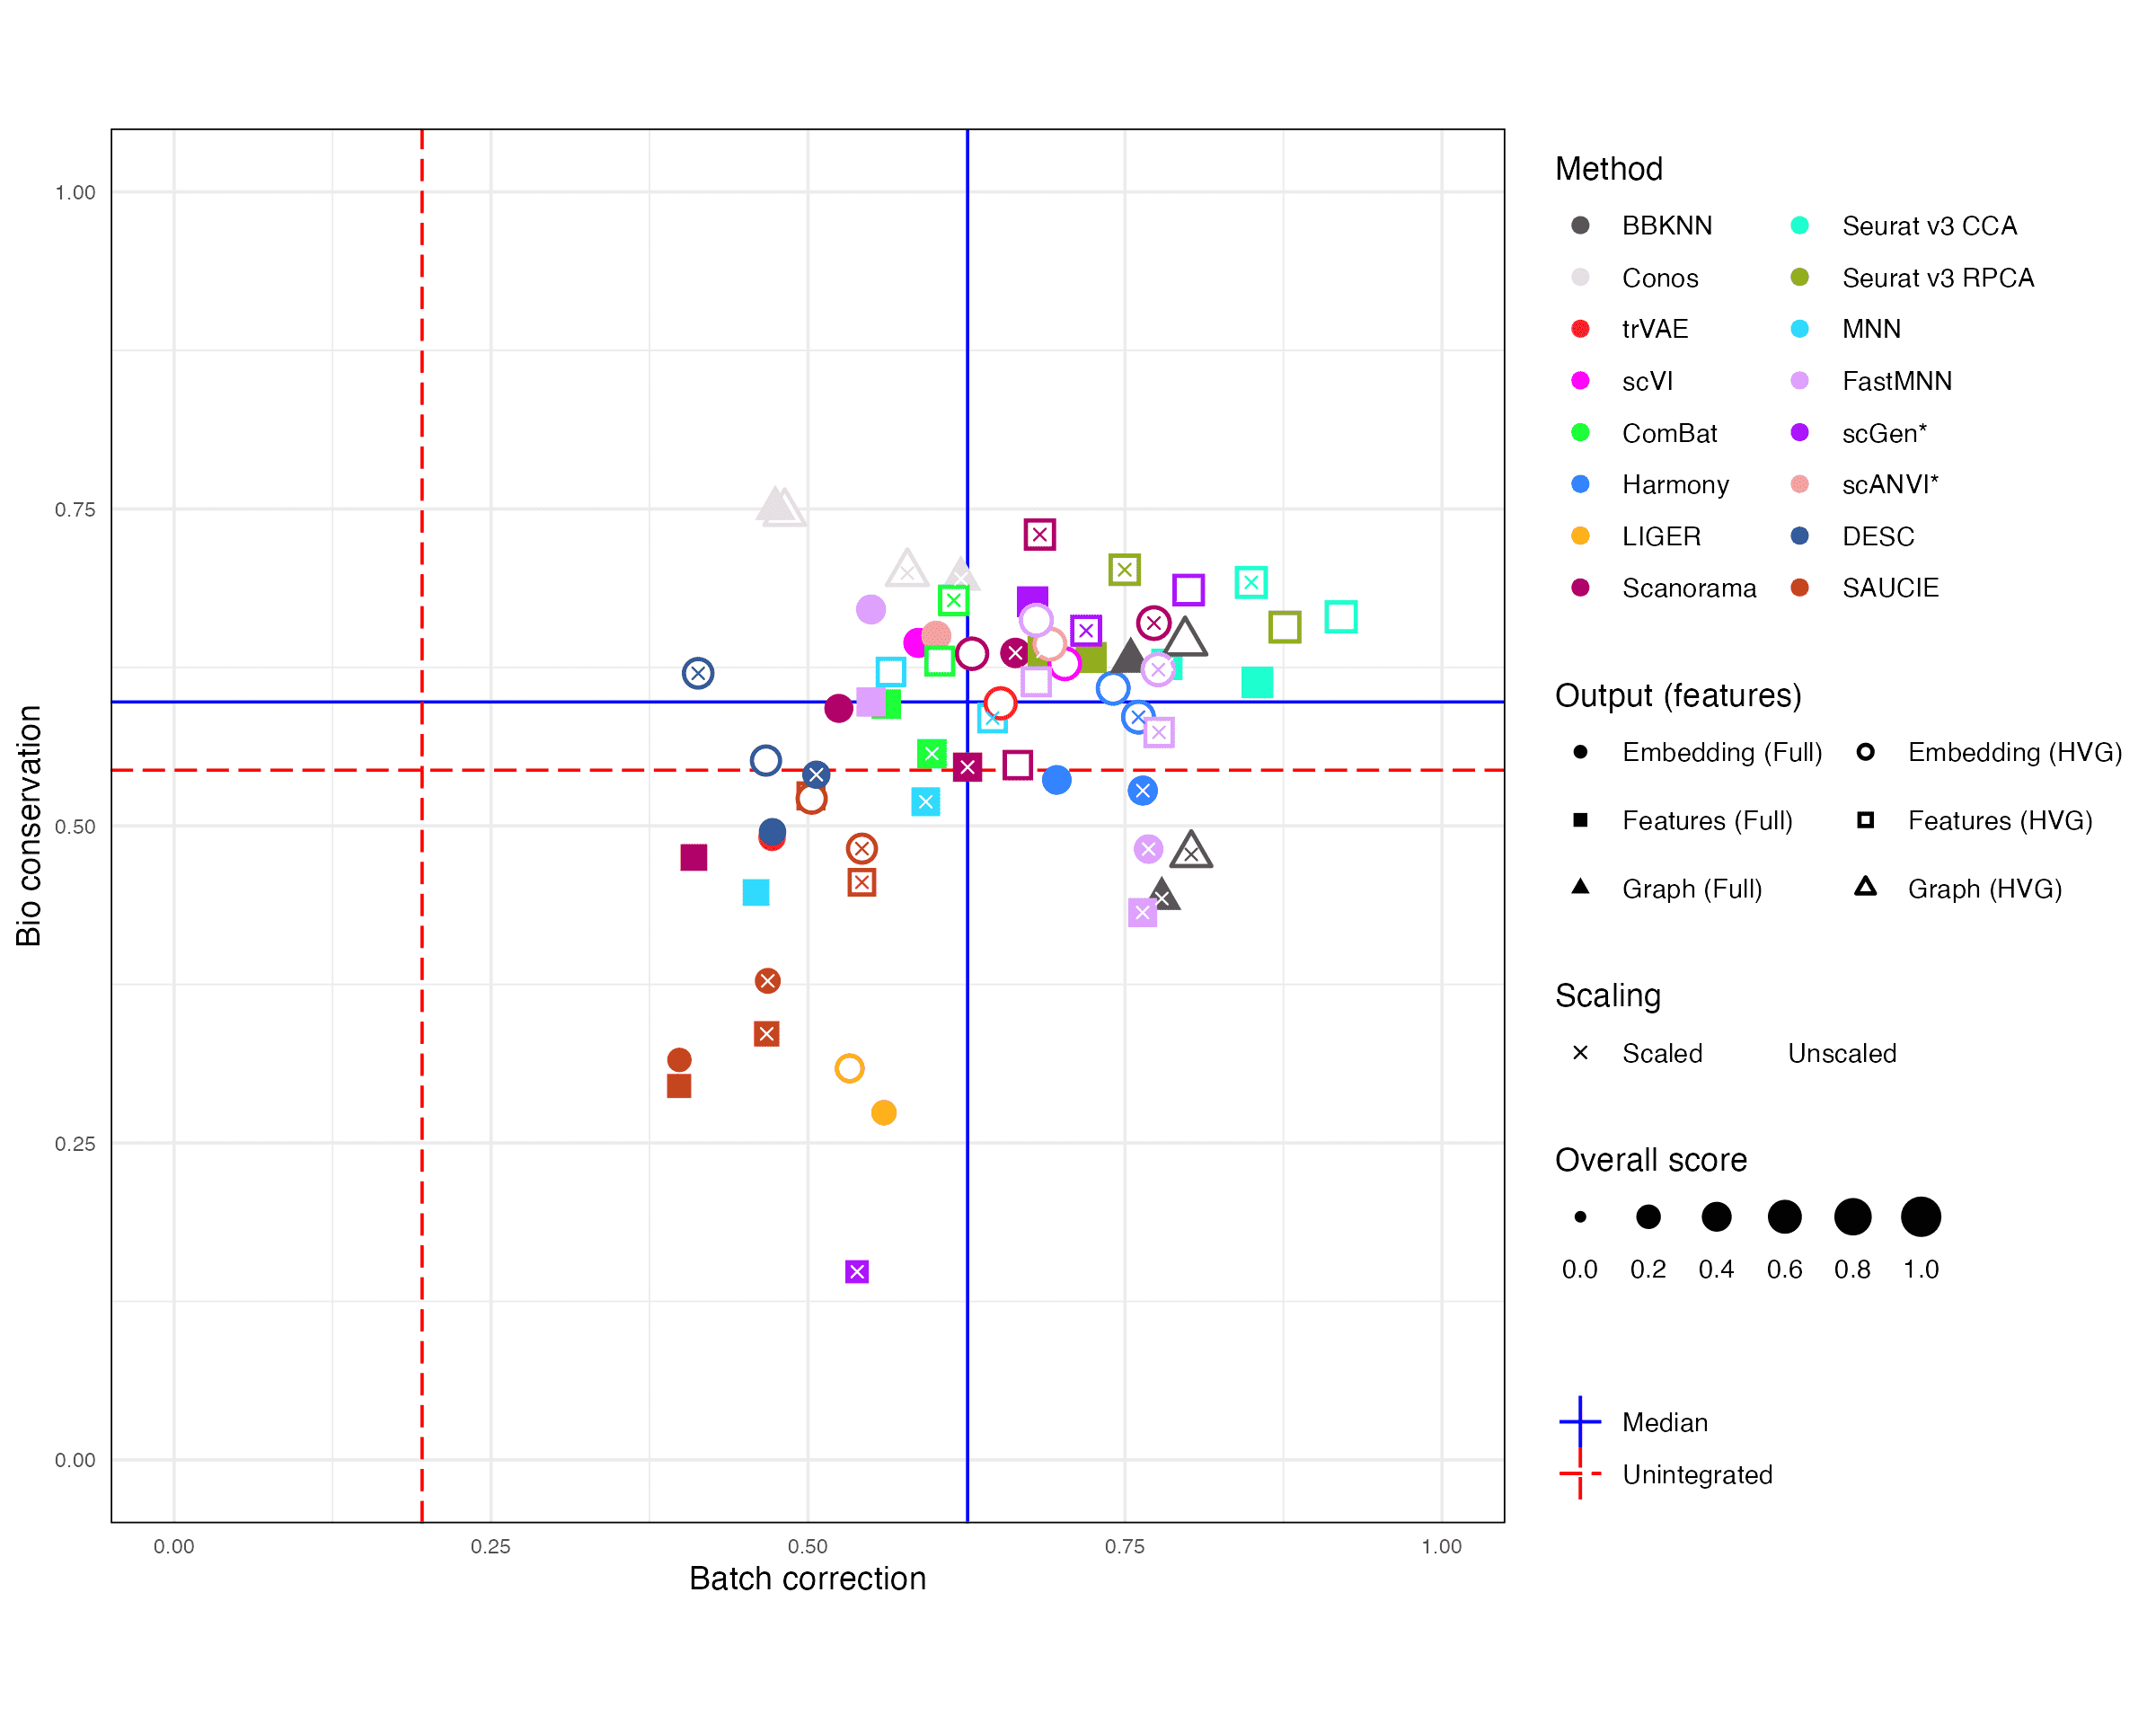 1.00
0.75
0.50
0.25
0.00
Bio conservation
0.00 0.25 0.50 0.75 1.00
Batch correction
Method
BBKNN Seurat v3 CCA
Conos Seurat v3 RPCA
trVAE MNN
scVI FastMNN
ComBat scGen*
Harmony scANVI*
LIGER DESC
Scanorama SAUCIE
Output (features)
Embedding (Full) Embedding (HVG)
Features (Full) Features (HVG)
Graph (Full) Graph (HVG)
Scaling
Scaled Unscaled
Overall score
0.0 0.2 0.4 0.6 0.8 1.0
Median
Unintegrated